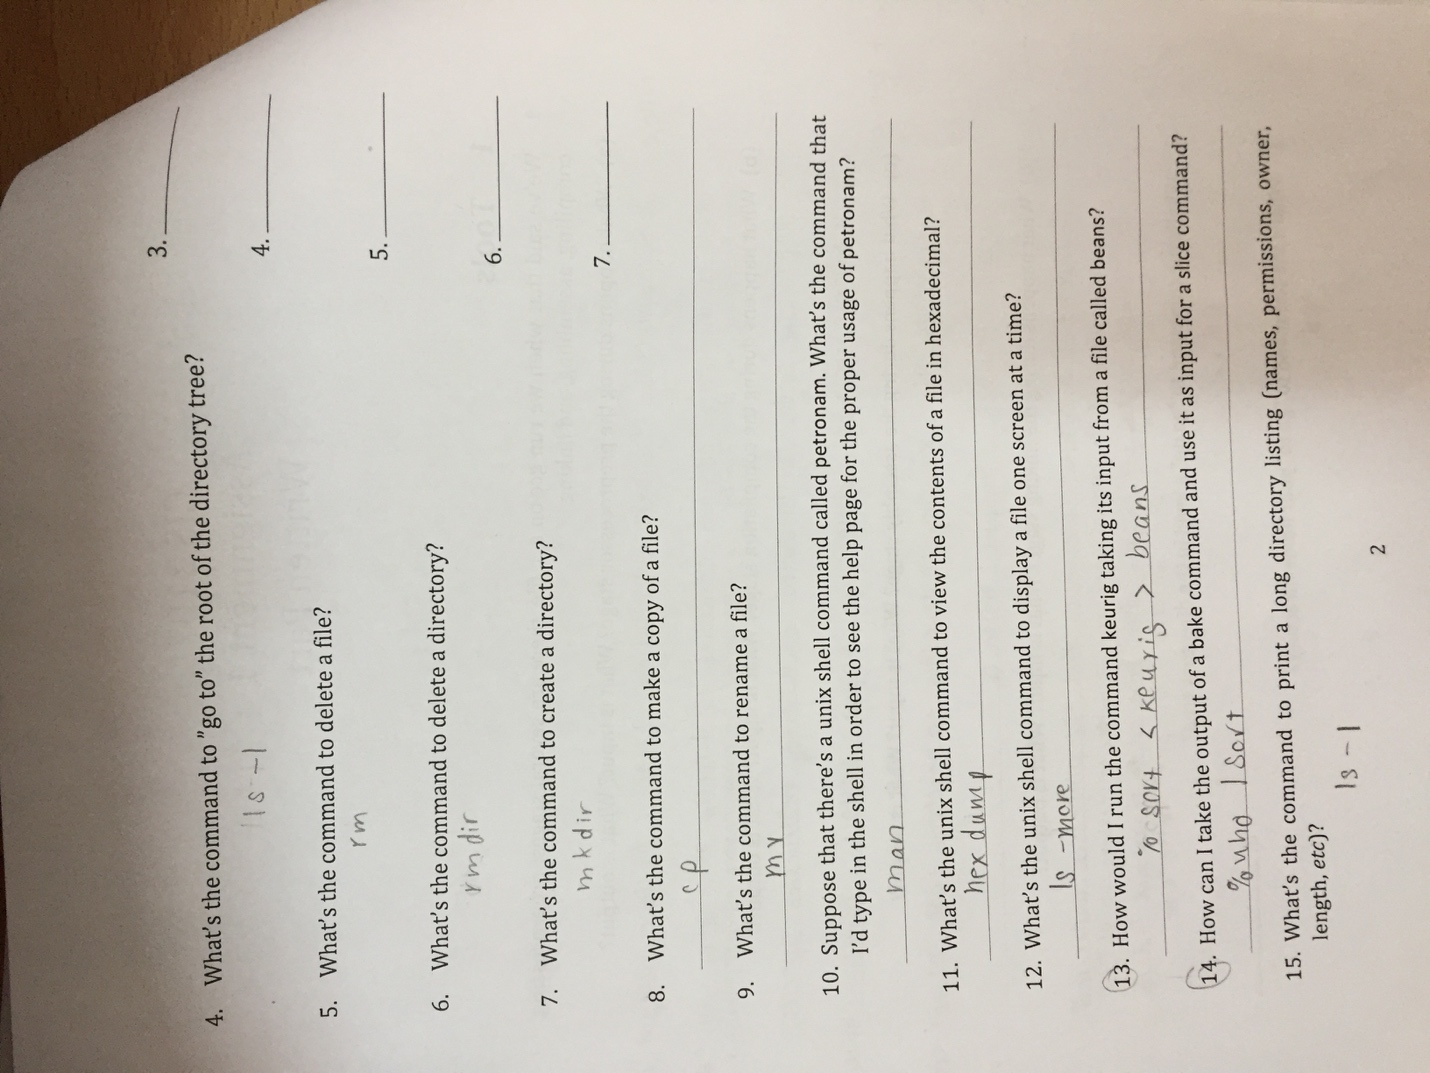 3. ______
4. What's the command to "go to" the root of the directory tree?
4. ______
ls -l
5. What's the command to delete a file?
5. ______
rm
6. What's the command to delete a directory?
6. ______
rmdir
7. What's the command to create a directory?
7. ______
mkdir
8. What's the command to make a copy of a file?
cp
9. What's the command to rename a file?
mv
10. Suppose that there's a unix shell command called petronam. What's the command that
I'd type in the shell in order to see the help page for the proper usage of petronam?
man
11. What's the unix shell command to view the contents of a file in hexadecimal?
hex dump
12. What's the unix shell command to display a file one screen at a time?
ls -more
13. How would I run the command keurig taking its input from a file called beans?
% sort < keurig > beans
14. How can I take the output of a bake command and use it as input for a slice command?
% who | sort
15. What's the command to print a long directory listing (names, permissions, owner,
length, etc)?
ls -l
2